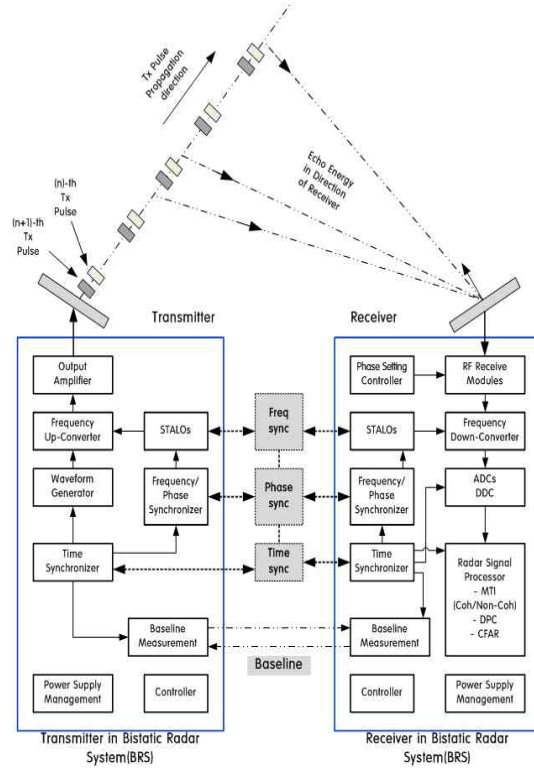 Tx Pulse
Propagation
direction
Echo Energy
in Direction
of Receiver
(n)-th
Tx
Pulse
(n+1)-th
Tx
Pulse
Transmitter
Receiver
Output
Amplifier
Frequency
Up-Converter
STALOs
Waveform
Generator
Frequency/
Phase
Synchronizer
Time
Synchronizer
Baseline
Measurement
Power Supply
Management
Controller
Freq
sync
Phase
sync
Time
sync
Baseline
Phase Setting
Controller
RF Receive
Modules
STALOs
Frequency
Down-Converter
Frequency/
Phase
Synchronizer
ADCs
DDC
Time
Synchronizer
Radar Signal
Processor
- MTI
(Coh/Non-Coh)
- DPC
- CFAR
Baseline
Measurement
Controller
Power Supply
Management
Transmitter in Bistatic Radar
System(BRS)
Receiver in Bistatic Radar
System(BRS)